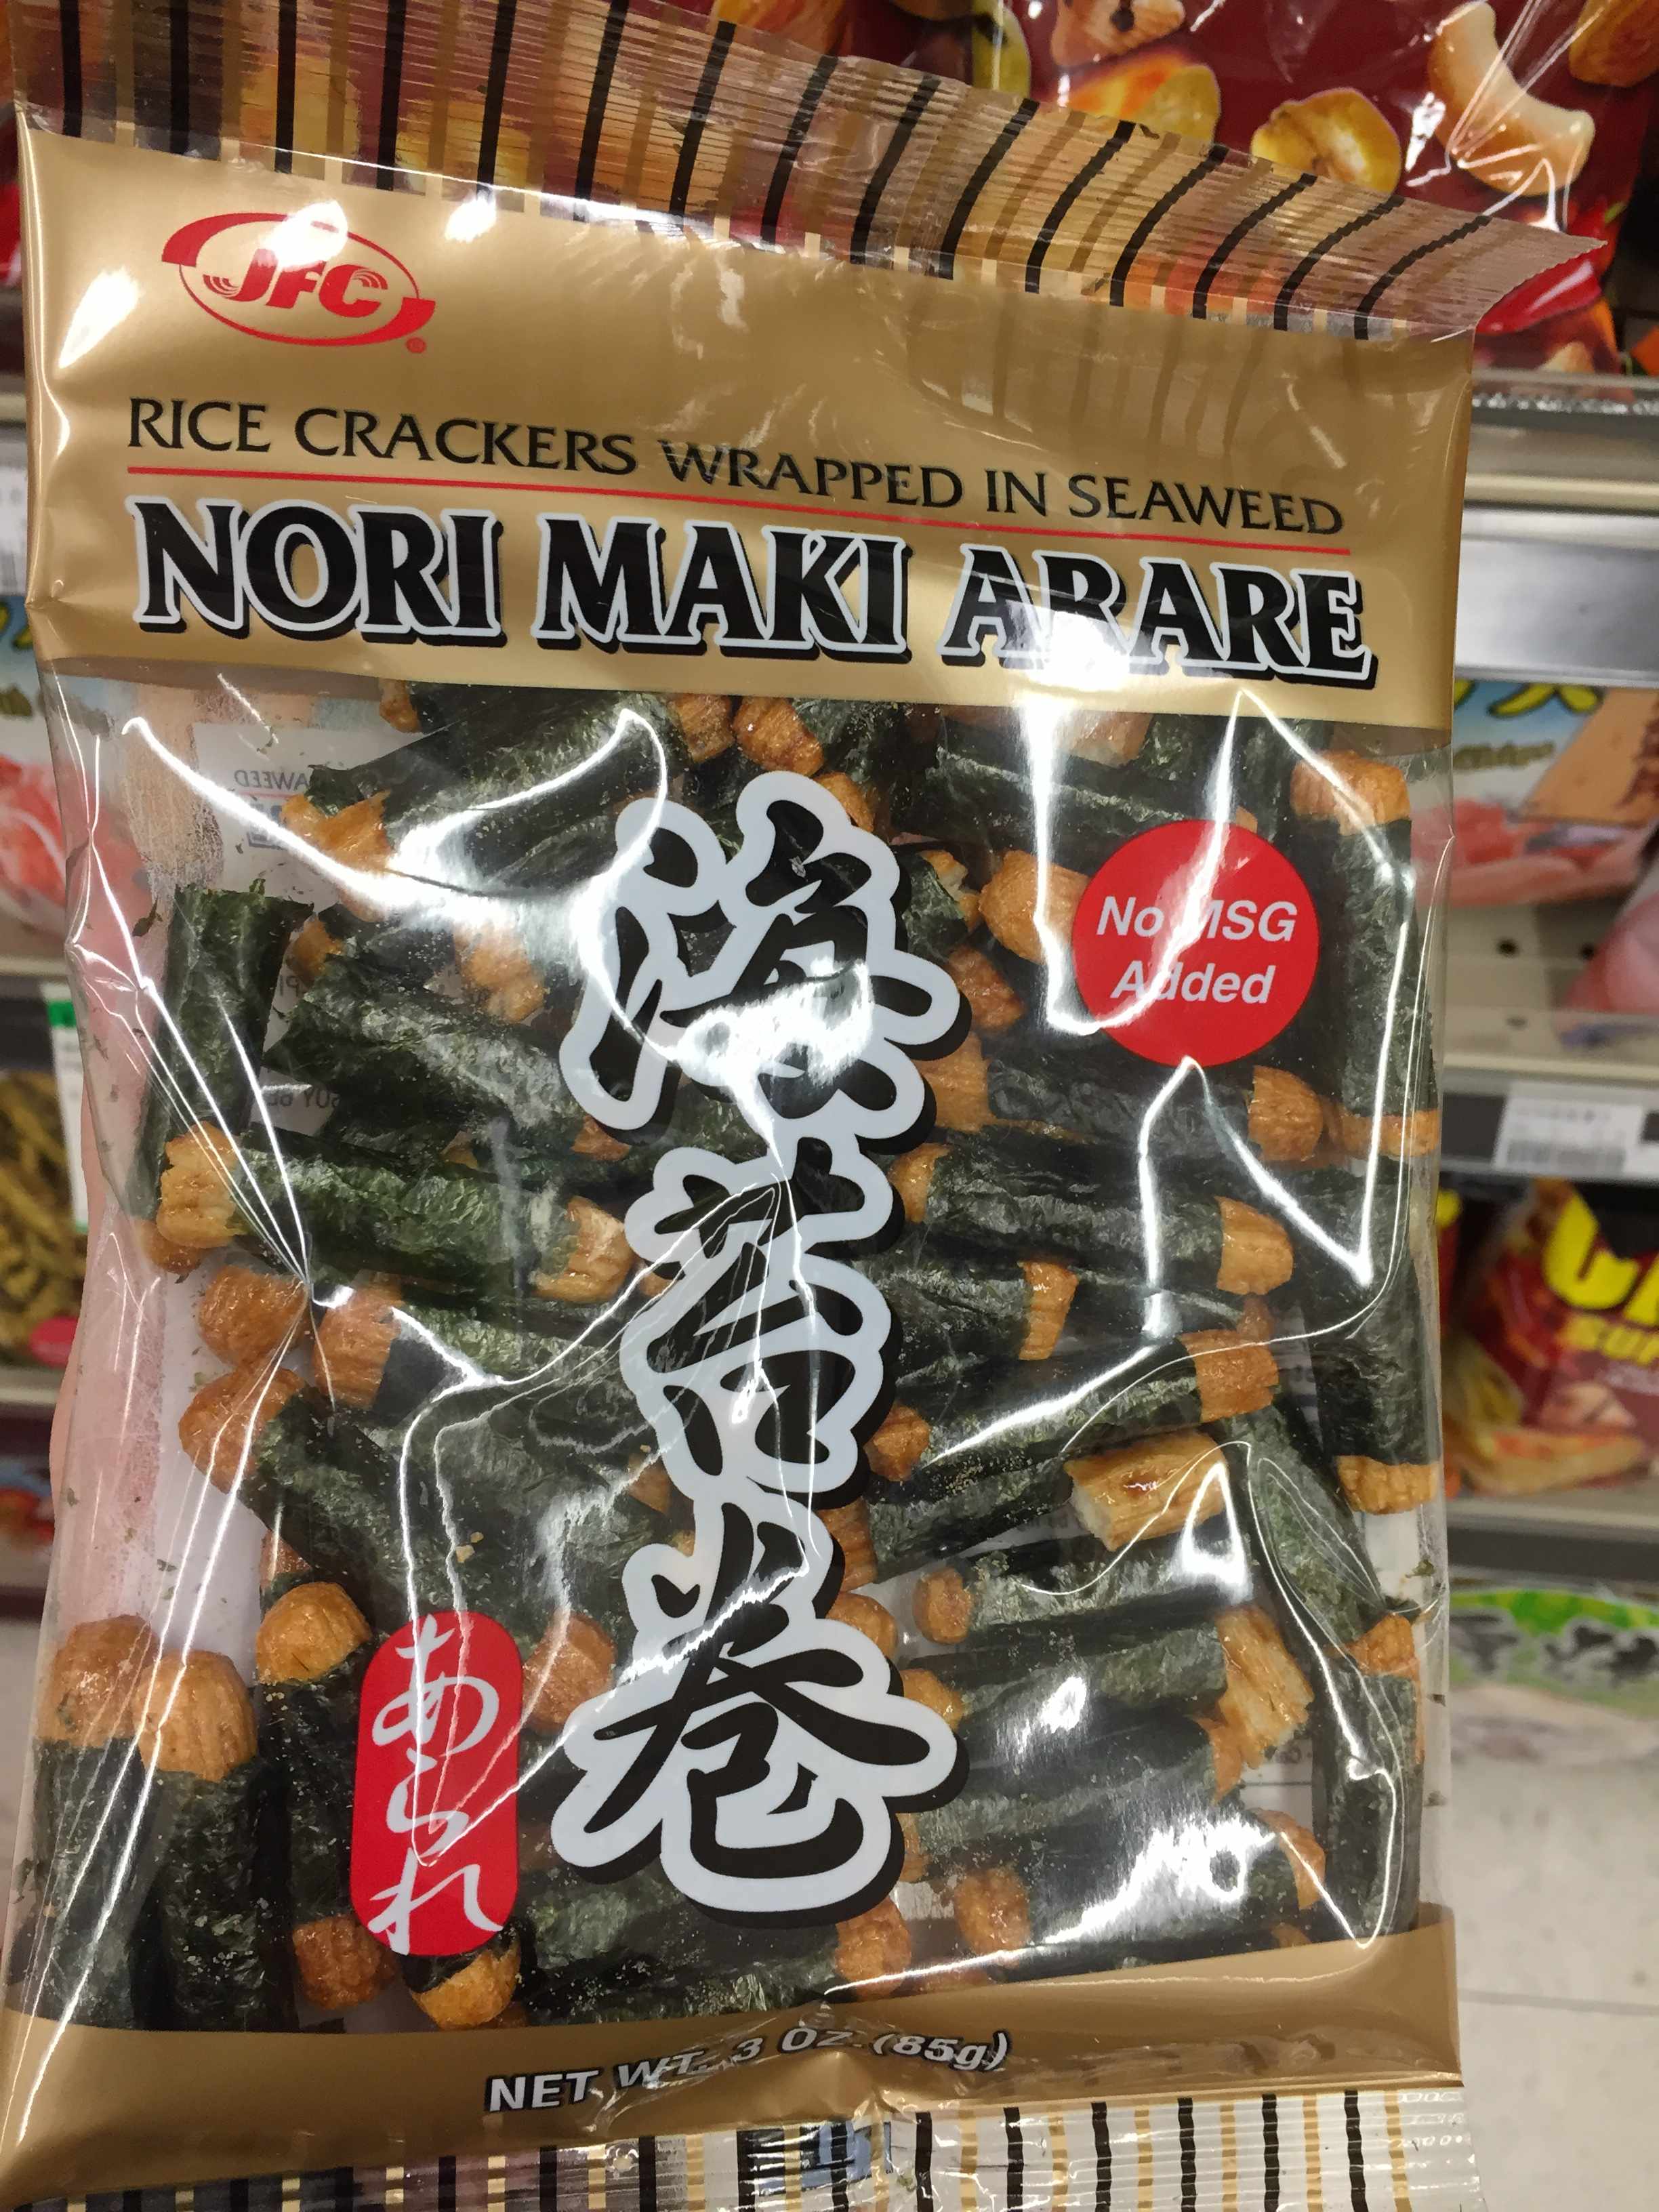 JFC®
RICE CRACKERS WRAPPED IN SEAWEED
NORI MAKI ARARE
No MSG
Added
海苔巻
あられ
NET WT. 3 OZ. (85g)